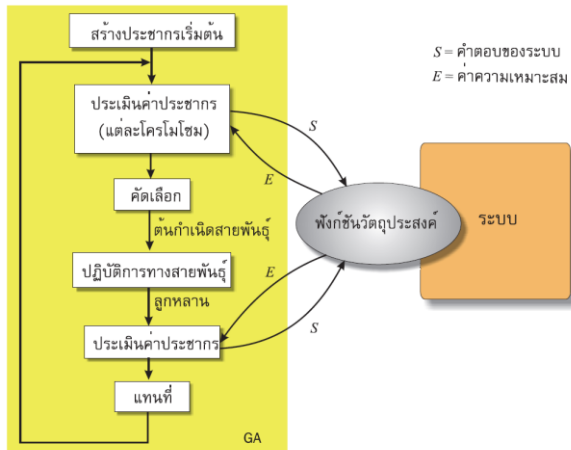 สร้างประชากรเริ่มต้น
S = คำตอบของระบบ
E = ค่าความเหมาะสม
ประเมินค่าประชากร
(แต่ละโครโมโซม)
S
E
คัดเลือก
ต้นกำเนิดสายพันธุ์
ฟังก์ชันวัตถุประสงค์
ระบบ
ปฏิบัติการทางสายพันธุ์
E
ลูกหลาน
S
ประเมินค่าประชากร
แทนที่
GA